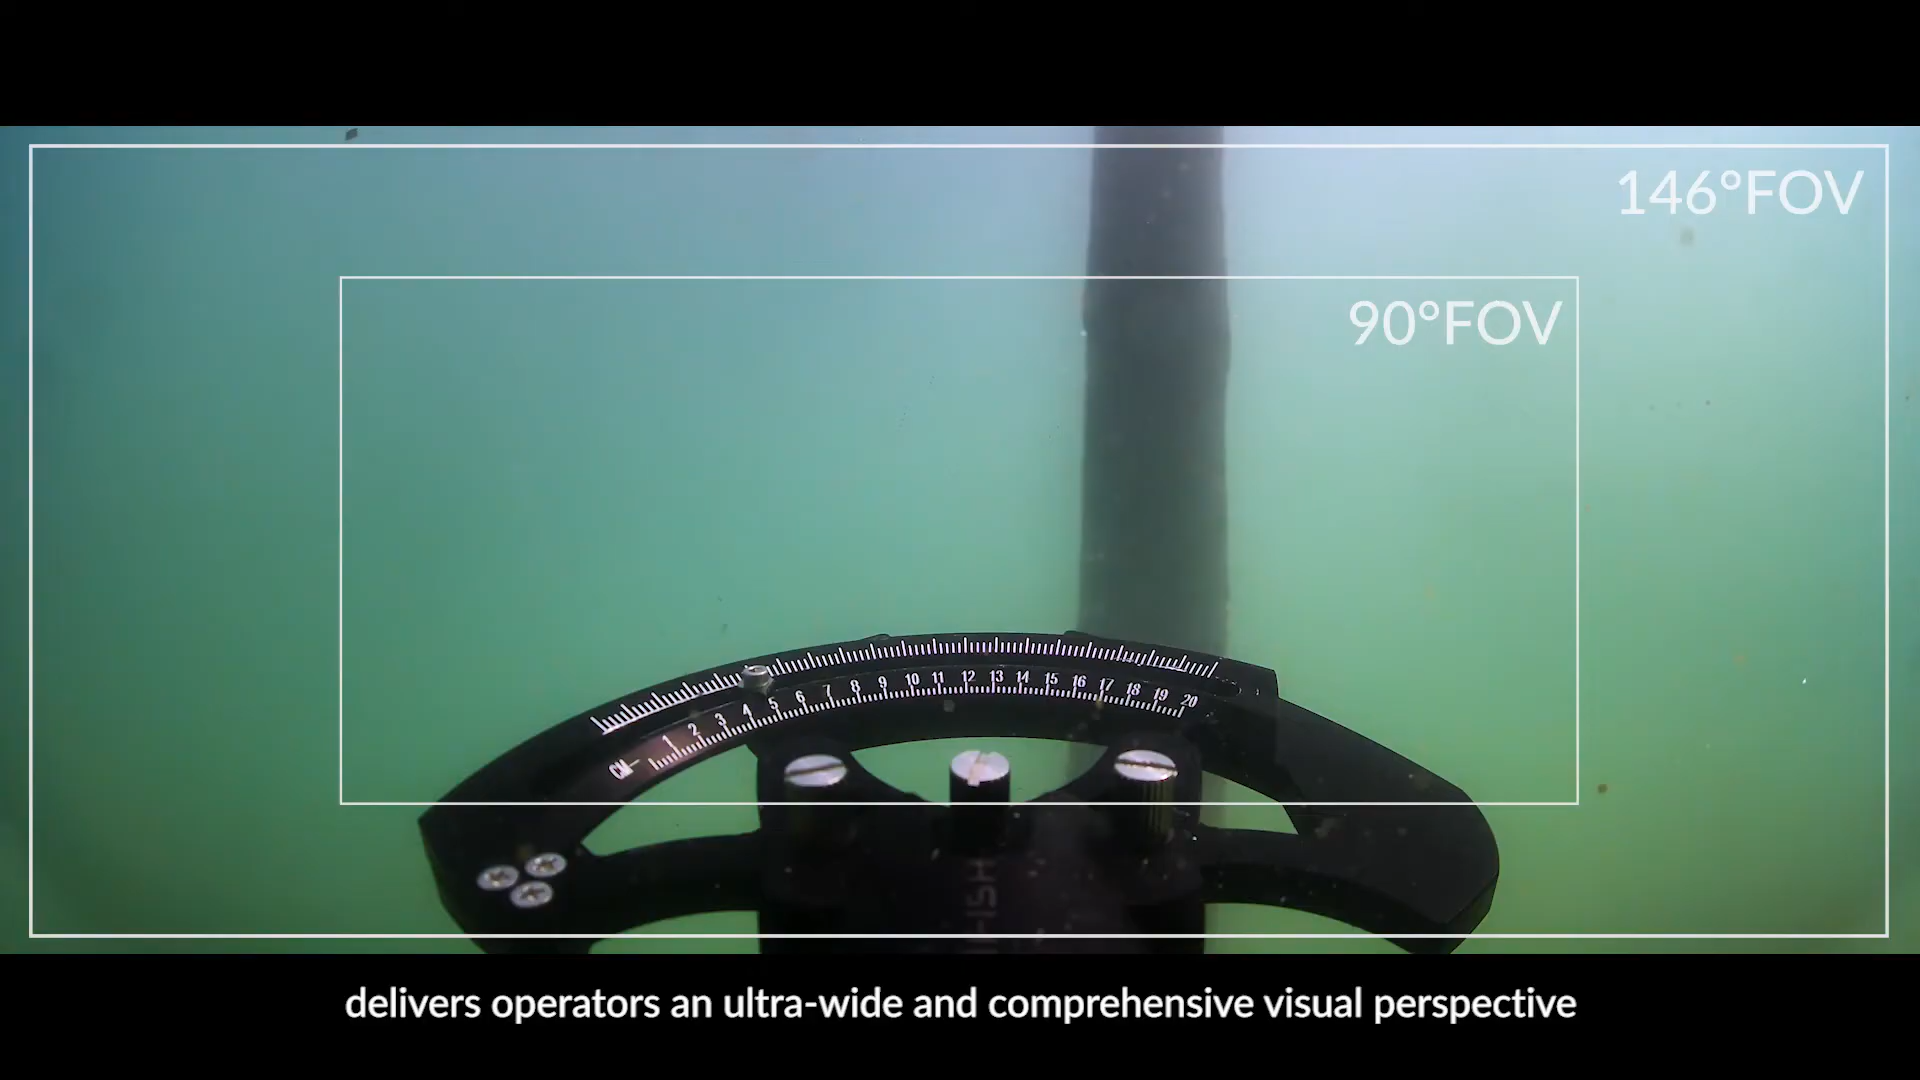 146°FOV
90°FOV
1 2 3 4 5 6 7 8 9 10 11 12 13 14 15 16 17 18 19 20
CM
delivers operators an ultra-wide and comprehensive visual perspective